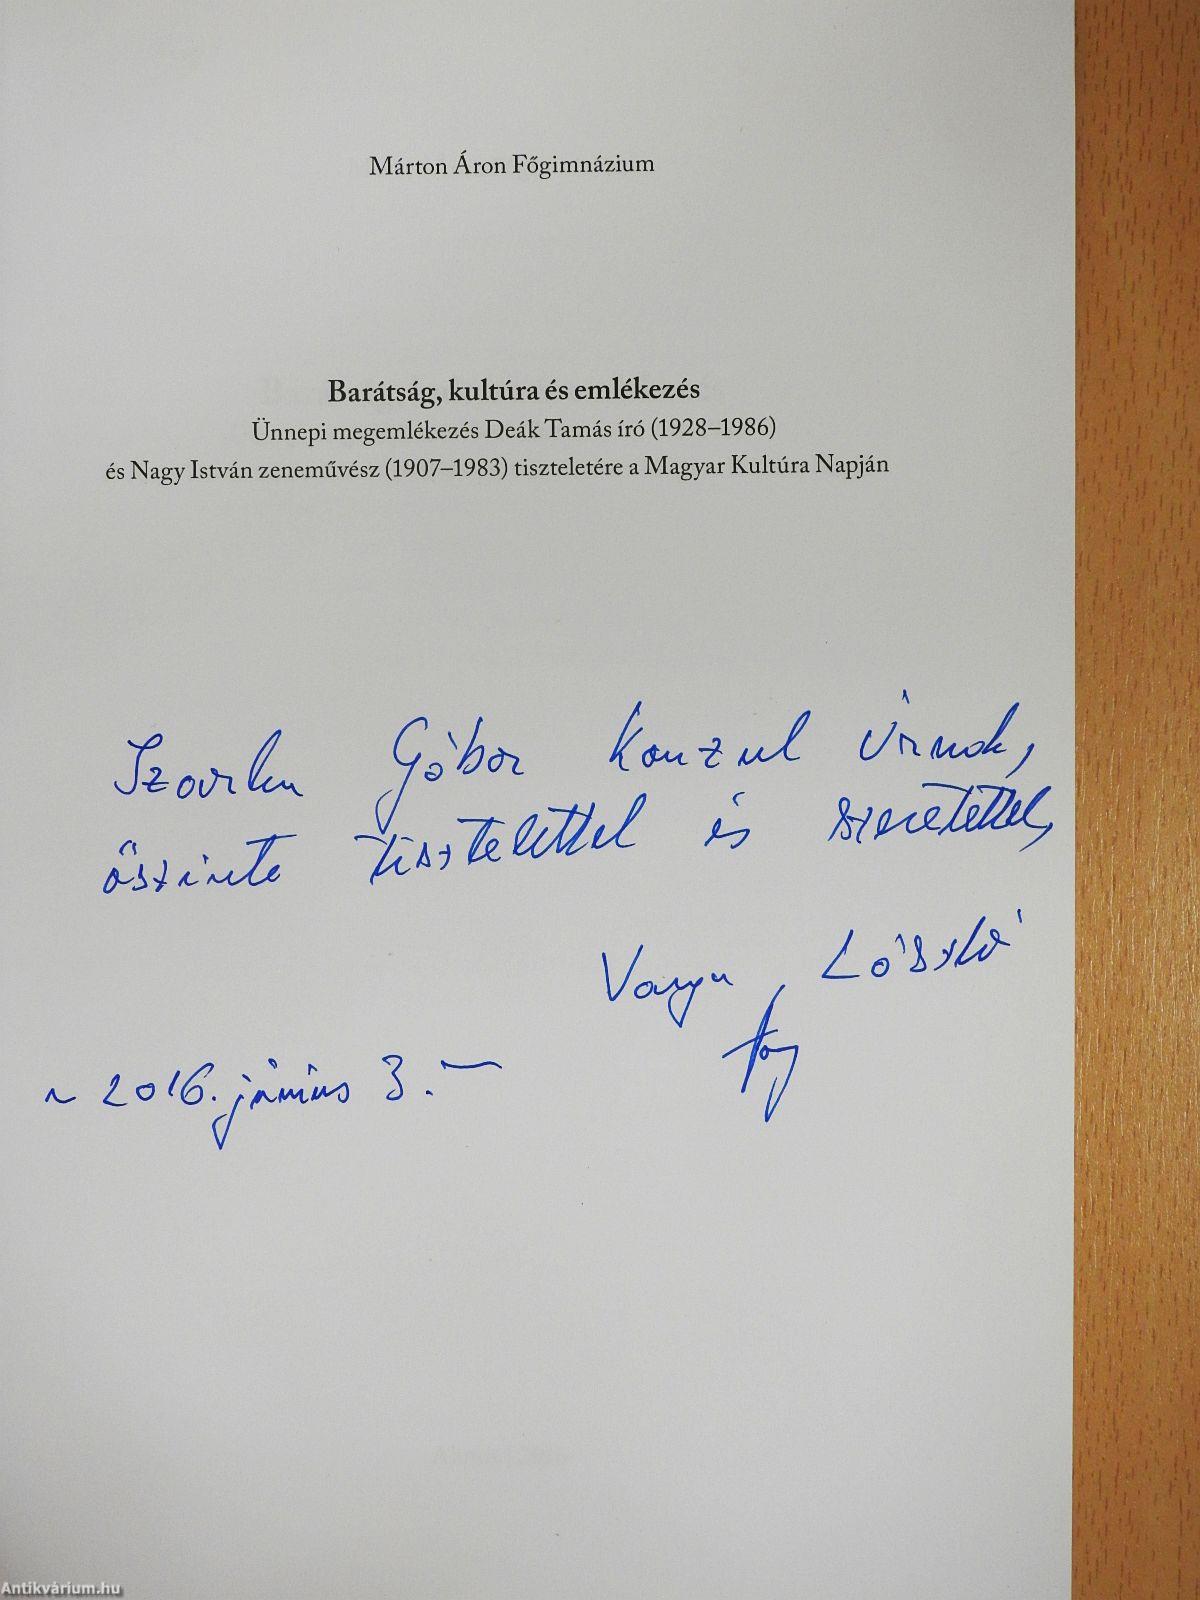 Márton Áron Főgimnázium
Barátság, kultúra és emlékezés
Ünnepi megemlékezés Deák Tamás író (1928–1986)
és Nagy István zeneművész (1907–1983) tiszteletére a Magyar Kultúra Napján
Gábor Konzul Úrnak,
őszinte tisztelettel és szeretettel,
Varga László
2016. június 3. —
Antikvárium.hu